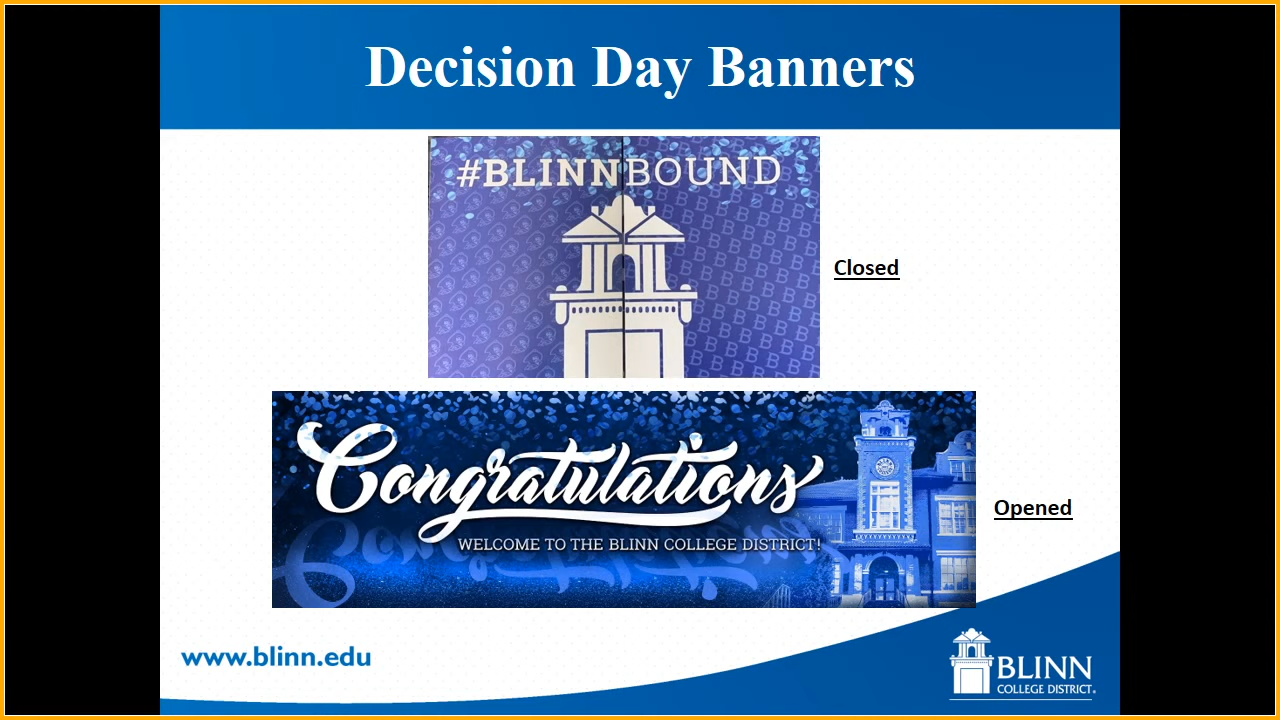 Decision Day Banners
#BLINNBOUND
Closed
Congratulations
WELCOME TO THE BLINN COLLEGE DISTRICT!
Opened
www.blinn.edu
BLINN
COLLEGE DISTRICT.